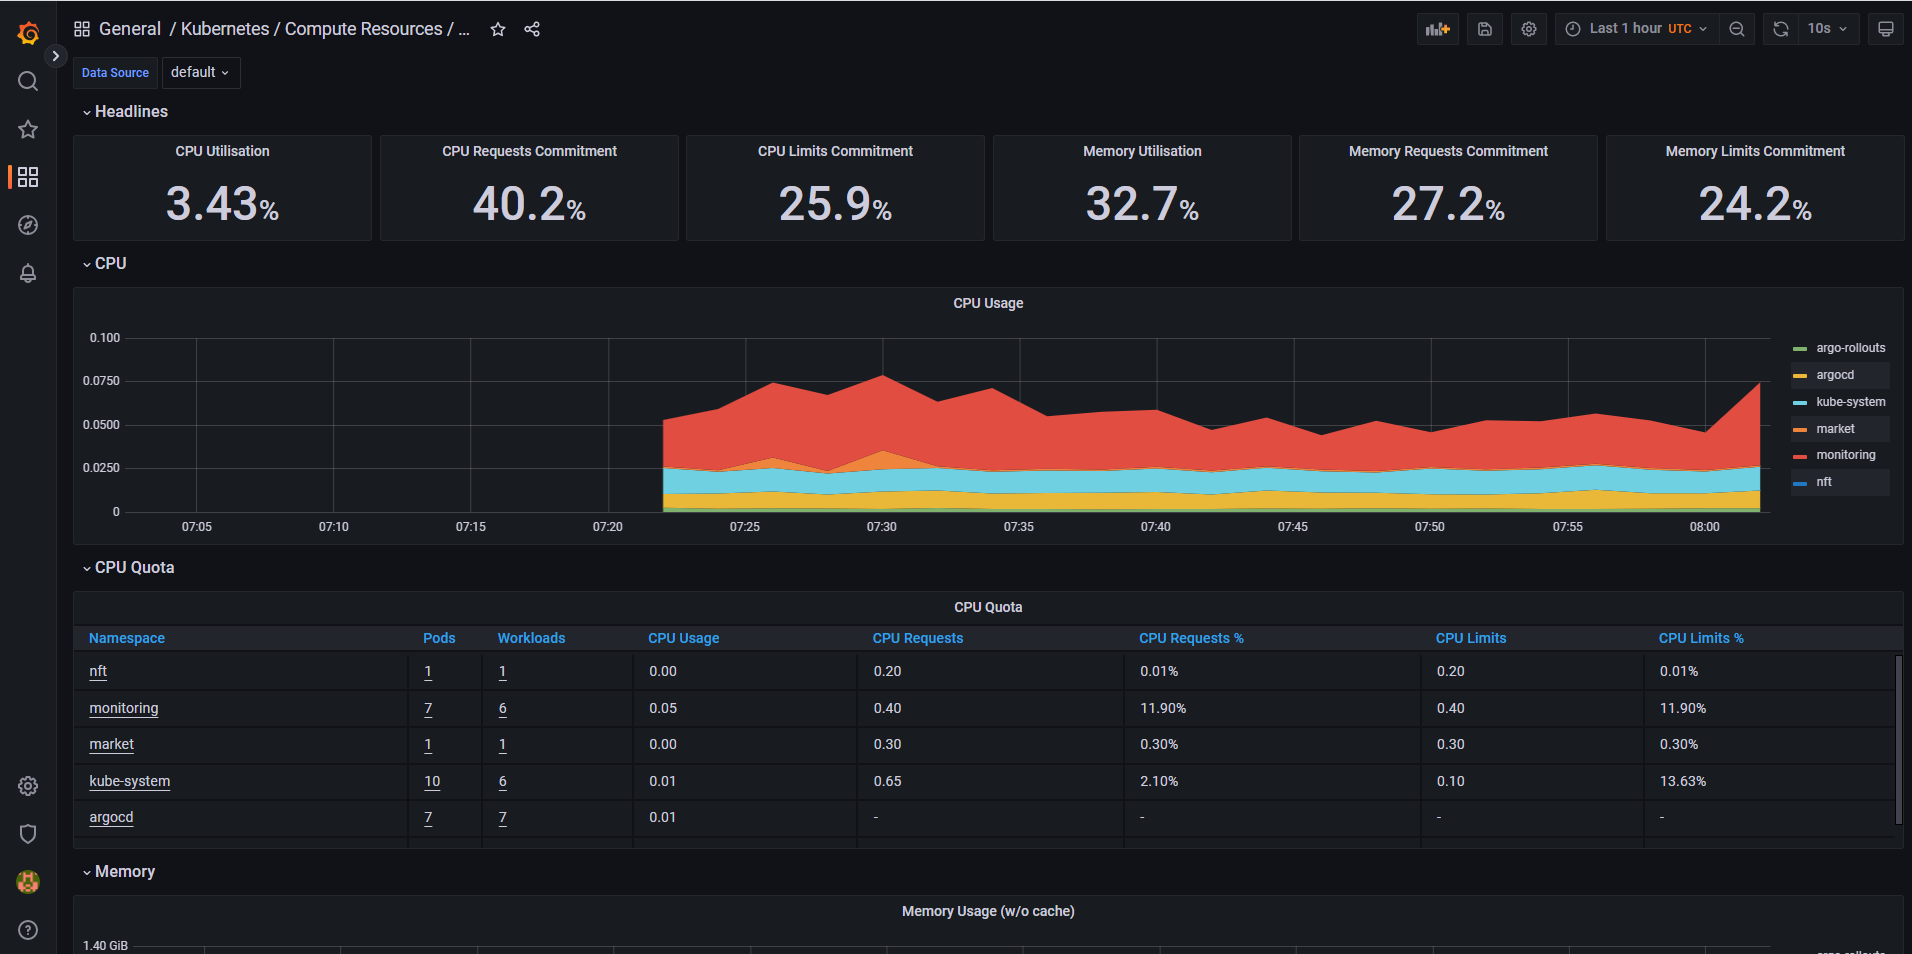 General / Kubernetes / Compute Resources / ...
Last 1 hour UTC
10s
Data Source default
Headlines
CPU Utilisation
3.43%
CPU Requests Commitment
40.2%
CPU Limits Commitment
25.9%
Memory Utilisation
32.7%
Memory Requests Commitment
27.2%
Memory Limits Commitment
24.2%
CPU
CPU Usage
0.100
0.0750
0.0500
0.0250
0
07:05 07:10 07:15 07:20 07:25 07:30 07:35 07:40 07:45 07:50 07:55 08:00
argo-rollouts
argocd
kube-system
market
monitoring
nft
CPU Quota
CPU Quota
Namespace Pods Workloads CPU Usage CPU Requests CPU Requests % CPU Limits CPU Limits %
nft 1 1 0.00 0.20 0.01% 0.20 0.01%
monitoring 7 6 0.05 0.40 11.90% 0.40 11.90%
market 1 1 0.00 0.30 0.30% 0.30 0.30%
kube-system 10 6 0.01 0.65 2.10% 0.10 13.63%
argocd 7 7 0.01 - - - -
Memory
Memory Usage (w/o cache)
1.40 GiB
argo-rollouts